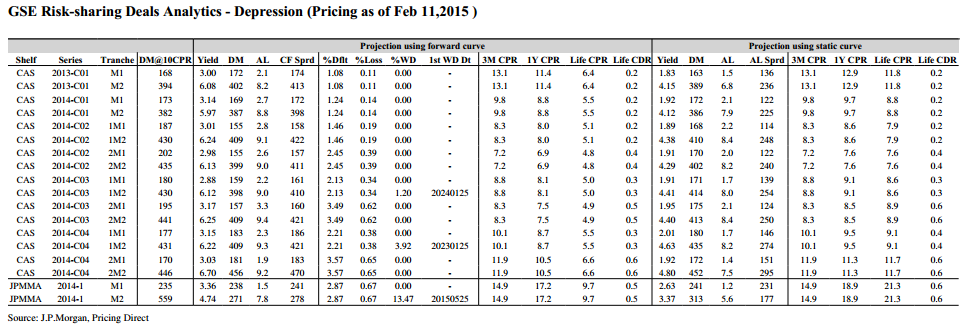 GSE Risk-sharing Deals Analytics - Depression (Pricing as of Feb 11,2015 )
Projection using forward curve Projection using static curve
Shelf Series Tranche DM@10CPR Yield DM AL CF Sprd %Dflt %Loss %WD 1st WD Dt 3M CPR 1Y CPR Life CPR Life CDR Yield DM AL AL Sprd 3M CPR 1Y CPR Life CPR Life CDR
CAS 2013-C01 M1 168 3.00 172 2.1 174 1.08 0.11 0.00 - 13.1 11.4 6.4 0.2 1.83 163 1.5 136 13.1 12.9 11.8 0.2
CAS 2013-C01 M2 394 6.08 402 8.2 413 1.08 0.11 0.00 - 13.1 11.4 6.4 0.2 4.15 389 6.8 236 13.1 12.9 11.8 0.2
CAS 2014-C01 M1 173 3.14 169 2.7 172 1.24 0.14 0.00 - 9.8 8.8 5.5 0.2 1.92 172 2.1 122 9.8 9.7 8.8 0.2
CAS 2014-C01 M2 382 5.97 387 8.8 398 1.24 0.14 0.00 - 9.8 8.8 5.5 0.2 4.12 386 7.9 225 9.8 9.7 8.8 0.2
CAS 2014-C02 1M1 187 3.01 155 2.8 158 1.46 0.19 0.00 - 8.3 8.0 5.1 0.2 1.89 168 2.2 114 8.3 8.6 7.9 0.2
CAS 2014-C02 1M2 430 6.24 409 9.1 422 1.46 0.19 0.00 - 8.3 8.0 5.1 0.2 4.38 410 8.4 248 8.3 8.6 7.9 0.2
CAS 2014-C02 2M1 202 2.98 155 2.6 157 2.45 0.39 0.00 - 7.2 6.9 4.8 0.4 1.91 170 2.0 122 7.2 7.6 7.6 0.4
CAS 2014-C02 2M2 435 6.13 399 9.0 411 2.45 0.39 0.00 - 7.2 6.9 4.8 0.4 4.29 402 8.2 240 7.2 7.6 7.6 0.4
CAS 2014-C03 1M1 180 2.88 159 2.2 161 2.13 0.34 0.00 - 8.8 8.1 5.0 0.3 1.91 171 1.7 139 8.8 9.1 8.6 0.3
CAS 2014-C03 1M2 430 6.12 398 9.0 410 2.13 0.34 1.20 20240125 8.8 8.1 5.0 0.3 4.41 414 8.0 254 8.8 9.1 8.6 0.3
CAS 2014-C03 2M1 195 3.17 157 3.3 160 3.49 0.62 0.00 - 8.3 7.5 4.9 0.5 1.95 175 2.1 124 8.3 8.5 8.9 0.6
CAS 2014-C03 2M2 441 6.25 409 9.4 421 3.49 0.62 0.00 - 8.3 7.5 4.9 0.5 4.40 413 8.4 250 8.3 8.5 8.9 0.6
CAS 2014-C04 1M1 177 3.15 183 2.3 186 2.21 0.38 0.00 - 10.1 8.7 5.5 0.3 2.01 180 1.7 146 10.1 9.5 9.1 0.4
CAS 2014-C04 1M2 431 6.22 409 9.3 421 2.21 0.38 3.92 20230125 10.1 8.7 5.5 0.3 4.63 435 8.2 274 10.1 9.5 9.1 0.4
CAS 2014-C04 2M1 170 3.03 181 1.9 183 3.57 0.65 0.00 - 11.9 10.5 6.6 0.6 1.92 172 1.4 151 11.9 11.3 11.7 0.6
CAS 2014-C04 2M2 446 6.70 456 9.2 470 3.57 0.65 0.00 - 11.9 10.5 6.6 0.6 4.80 452 7.5 295 11.9 11.3 11.7 0.6
JPMMA 2014-1 M1 235 3.36 238 1.5 241 2.87 0.67 0.00 - 14.9 17.2 9.7 0.5 2.63 241 1.2 231 14.9 18.9 21.3 0.6
JPMMA 2014-1 M2 559 4.74 271 7.8 278 2.87 0.67 13.47 20150525 14.9 17.2 9.7 0.5 3.37 313 5.6 177 14.9 18.9 21.3 0.6
Source: J.P.Morgan, Pricing Direct